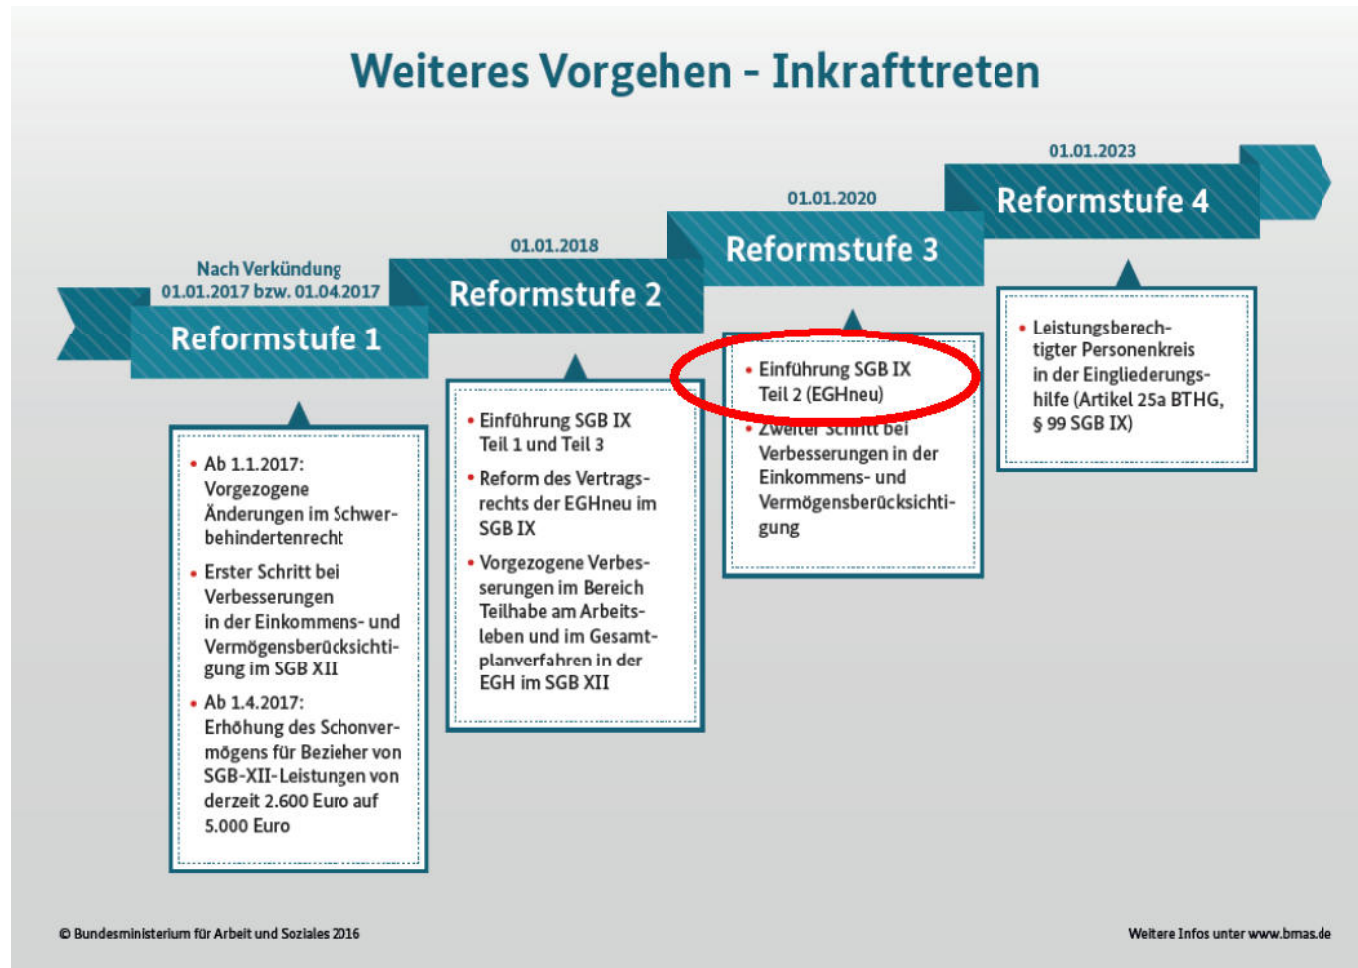 Weiteres Vorgehen - Inkrafttreten
Nach Verkündung
01.01.2017 bzw. 01.04.2017
Reformstufe 1
• Ab 1.1.2017:
Vorgezogene
Änderungen im Schwer-
behindertenrecht
• Erster Schritt bei
Verbesserungen
in der Einkommens- und
Vermögensberücksichti-
gung im SGB XII
• Ab 1.4.2017:
Erhöhung des Schonver-
mögens für Bezieher von
SGB-XII-Leistungen von
derzeit 2.600 Euro auf
5.000 Euro
01.01.2018
Reformstufe 2
• Einführung SGB IX
Teil 1 und Teil 3
• Reform des Vertrags-
rechts der EGHneu im
SGB IX
• Vorgezogene Verbes-
serungen im Bereich
Teilhabe am Arbeits-
leben und im Gesamt-
planverfahren in der
EGH im SGB XII
01.01.2020
Reformstufe 3
• Einführung SGB IX
Teil 2 (EGHneu)
• Zweiter Schritt bei
Verbesserungen in der
Einkommens- und
Vermögensberücksichti-
gung
01.01.2023
Reformstufe 4
• Leistungsberech-
tigter Personenkreis
in der Eingliederungs-
hilfe (Artikel 25a BTHG,
§ 99 SGB IX)
© Bundesministerium für Arbeit und Soziales 2016
Weitere Infos unter www.bmas.de